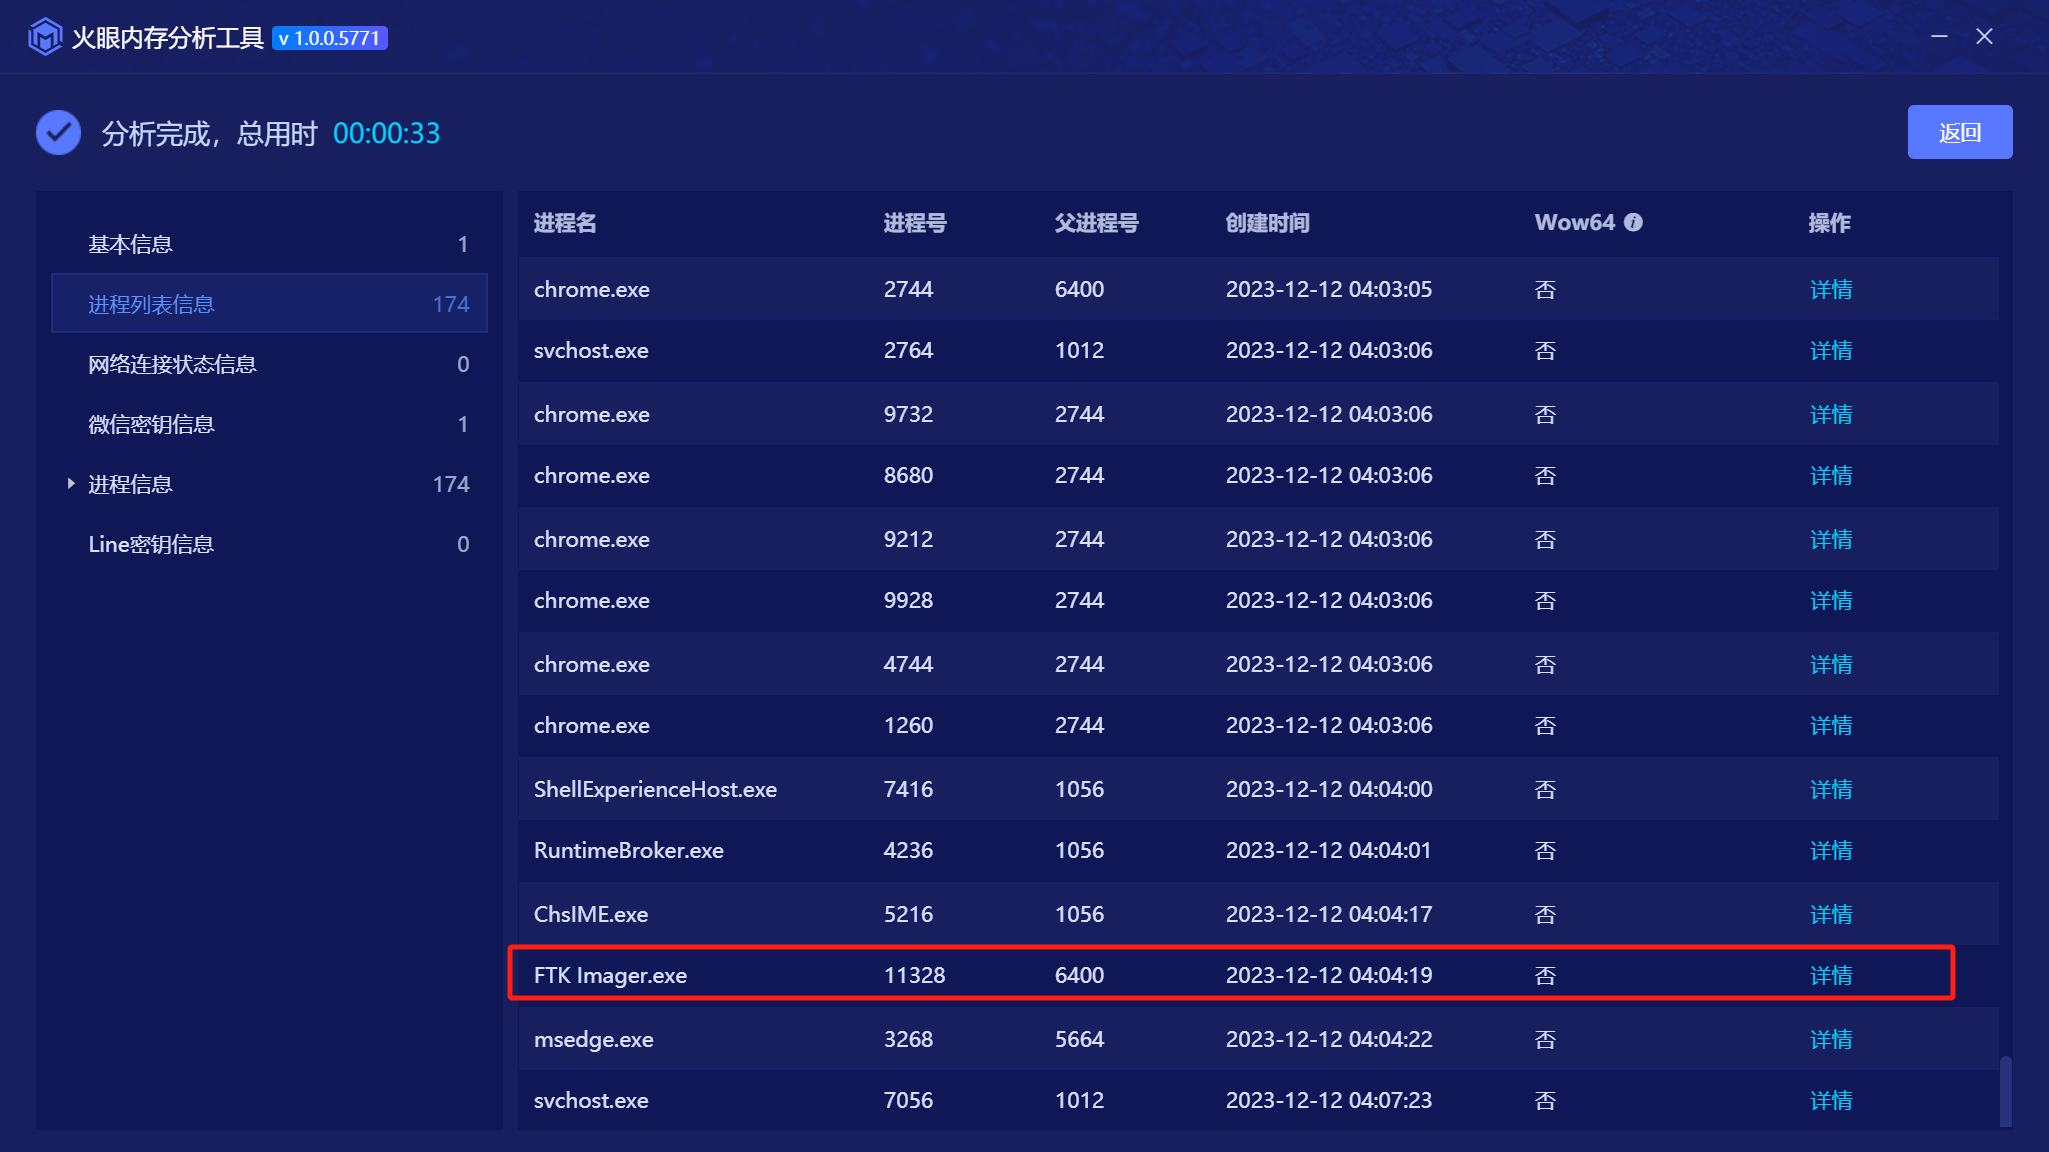 火眼内存分析工具 v 1.0.0.5771
分析完成，总用时 00:00:33
返回
基本信息 1
进程列表信息 174
网络连接状态信息 0
微信密钥信息 1
进程信息 174
Line密钥信息 0
进程名 进程号 父进程号 创建时间 Wow64 操作
chrome.exe 2744 6400 2023-12-12 04:03:05 否 详情
svchost.exe 2764 1012 2023-12-12 04:03:06 否 详情
chrome.exe 9732 2744 2023-12-12 04:03:06 否 详情
chrome.exe 8680 2744 2023-12-12 04:03:06 否 详情
chrome.exe 9212 2744 2023-12-12 04:03:06 否 详情
chrome.exe 9928 2744 2023-12-12 04:03:06 否 详情
chrome.exe 4744 2744 2023-12-12 04:03:06 否 详情
chrome.exe 1260 2744 2023-12-12 04:03:06 否 详情
ShellExperienceHost.exe 7416 1056 2023-12-12 04:04:00 否 详情
RuntimeBroker.exe 4236 1056 2023-12-12 04:04:01 否 详情
ChsIME.exe 5216 1056 2023-12-12 04:04:17 否 详情
FTK Imager.exe 11328 6400 2023-12-12 04:04:19 否 详情
msedge.exe 3268 5664 2023-12-12 04:04:22 否 详情
svchost.exe 7056 1012 2023-12-12 04:07:23 否 详情